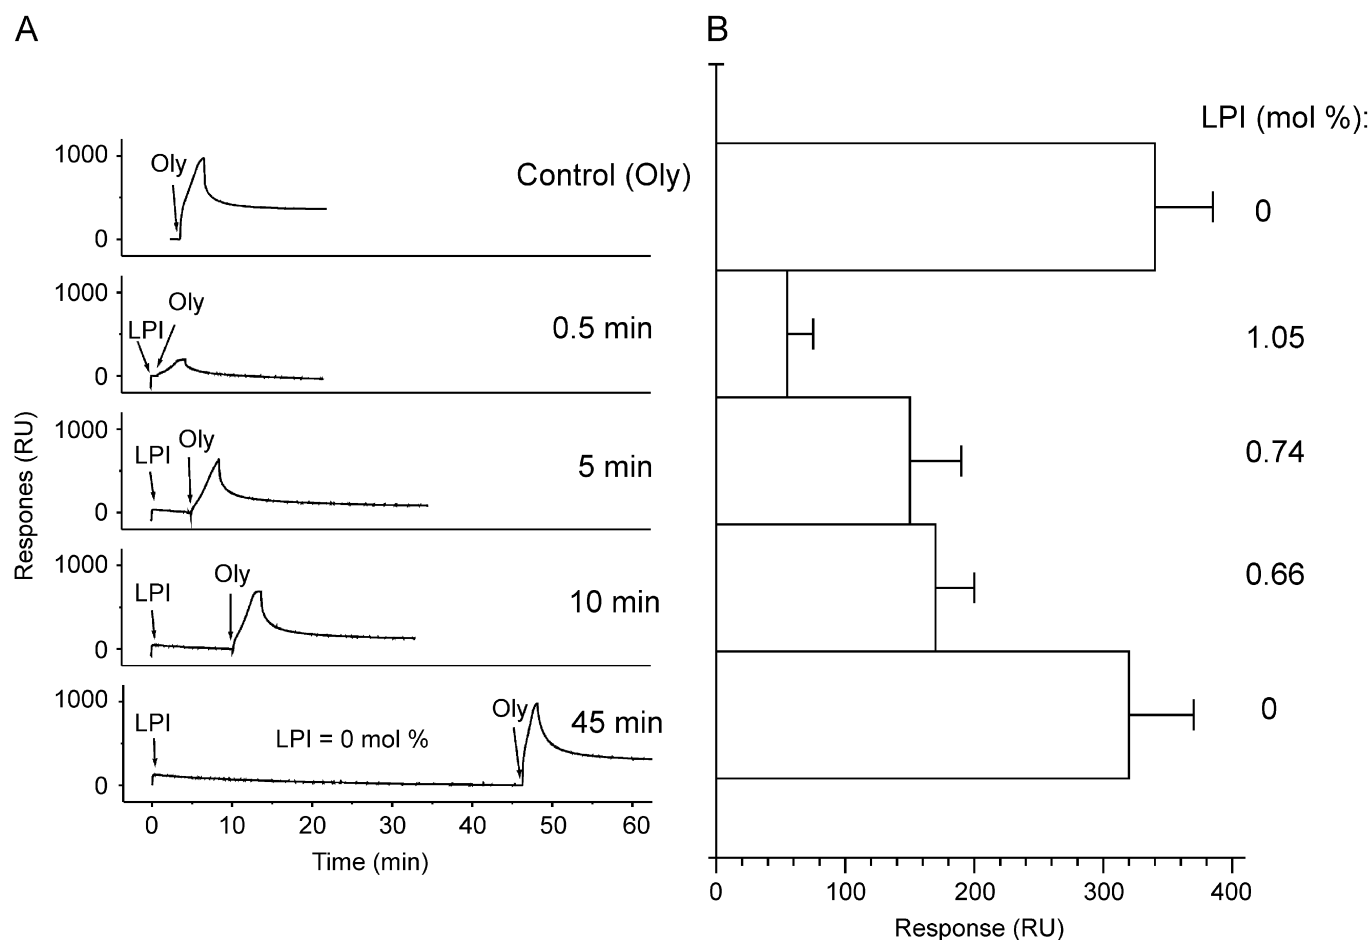 A
B
LPI (mol %):
1000
Oly
Control (Oly)
0
0
1000
Oly
LPI
0.5 min
1.05
0
1000
Oly
LPI
5 min
0.74
0
Respones (RU)
1000
Oly
LPI
10 min
0.66
0
1000
Oly
LPI
45 min
LPI = 0 mol %
0
0
0 10 20 30 40 50 60
Time (min)
0 100 200 300 400
Response (RU)